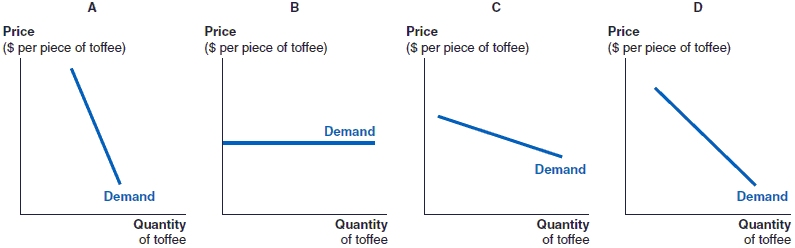 A
Price
($ per piece of toffee)
Demand
Quantity
of toffee
B
Price
($ per piece of toffee)
Demand
Quantity
of toffee
C
Price
($ per piece of toffee)
Demand
Quantity
of toffee
D
Price
($ per piece of toffee)
Demand
Quantity
of toffee